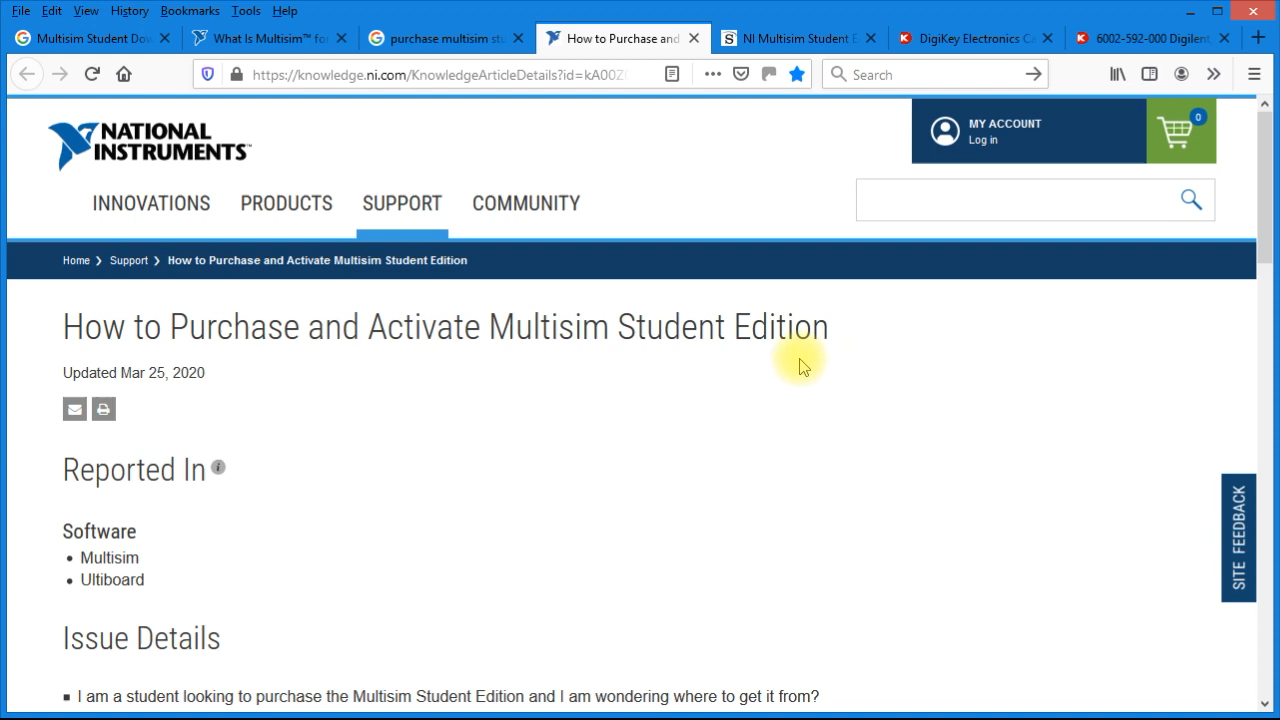 File Edit View History Bookmarks Tools Help
Multisim Student Dow What Is Multisim™ fo purchase multisim stu How to Purchase and NI Multisim Student E DigiKey Electronics Ca 6002-592-000 Digilent,
https://knowledge.ni.com/KnowledgeArticleDetails?id=kA00Z Search
NATIONAL
INSTRUMENTS™
MY ACCOUNT
Log in
0
INNOVATIONS PRODUCTS SUPPORT COMMUNITY
Home Support How to Purchase and Activate Multisim Student Edition
How to Purchase and Activate Multisim Student Edition
Updated Mar 25, 2020
Reported In
Software
• Multisim
• Ultiboard
SITE FEEDBACK
Issue Details
▪ I am a student looking to purchase the Multisim Student Edition and I am wondering where to get it from?